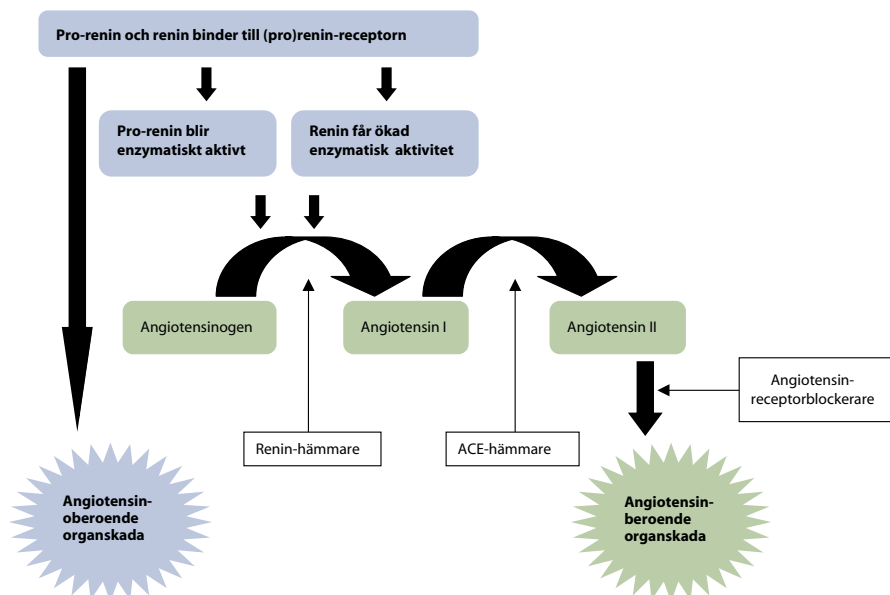 Pro-renin och renin binder till (pro)renin-receptorn
Pro-renin blir
enzymatiskt aktivt
Renin får ökad
enzymatisk aktivitet
Angiotensinogen
Angiotensin I
Angiotensin II
Angiotensin-
receptorblockerare
Renin-hämmare
ACE-hämmare
Angiotensin-
oberoende
organskada
Angiotensin-
beroende
organskada